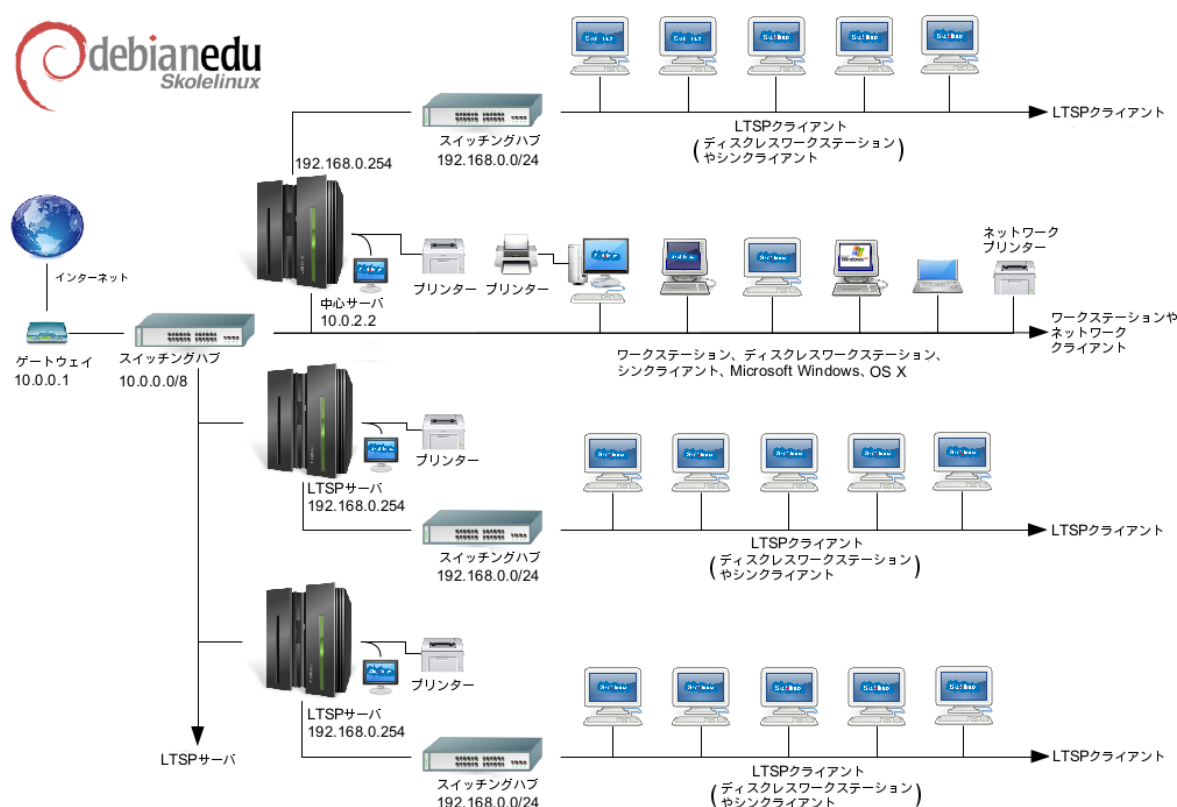 debianedu
Skolelinux
スイッチングハブ
192.168.0.0/24
LTSPクライアント
(ディスクレスワークステーション
やシンクライアント)
LTSPクライアント
192.168.0.254
インターネット
中心サーバ
10.0.2.2
プリンター
プリンター
ネットワーク
プリンター
Windows
ゲートウェイ
10.0.0.1
スイッチングハブ
10.0.0.0/8
ワークステーション、ディスクレスワークステーション、
シンクライアント、Microsoft Windows、OS X
ワークステーションや
ネットワーク
クライアント
プリンター
LTSPサーバ
192.168.0.254
スイッチングハブ
192.168.0.0/24
LTSPクライアント
(ディスクレスワークステーション
やシンクライアント)
LTSPクライアント
プリンター
LTSPサーバ
192.168.0.254
LTSPサーバ
スイッチングハブ
192.168.0.0/24
LTSPクライアント
(ディスクレスワークステーション
やシンクライアント)
LTSPクライアント